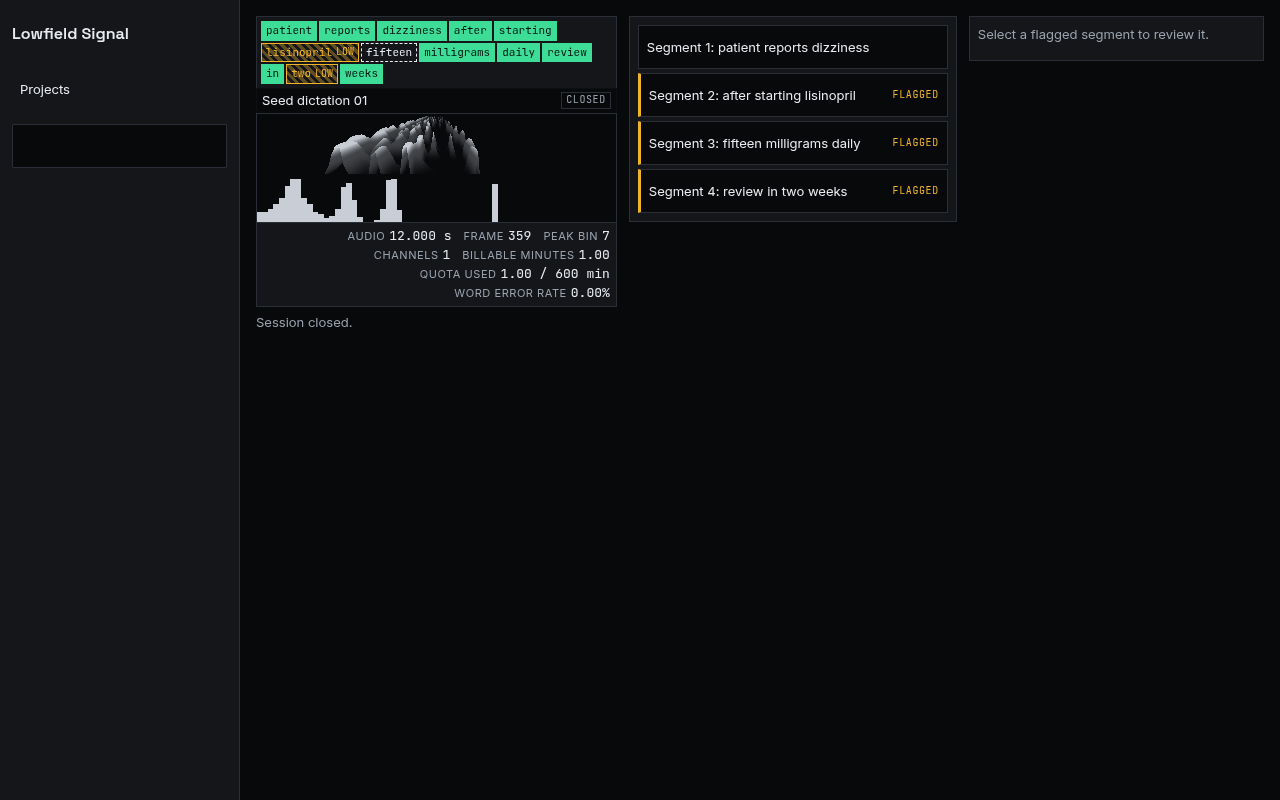 Lowfield Signal
Projects
patient reports dizziness after starting
lisinopril LOW fifteen milligrams daily review
in two LOW weeks
Seed dictation 01 CLOSED
AUDIO 12.000 s FRAME 359 PEAK BIN 7
CHANNELS 1 BILLABLE MINUTES 1.00
QUOTA USED 1.00 / 600 min
WORD ERROR RATE 0.00%
Session closed.
Segment 1: patient reports dizziness
Segment 2: after starting lisinopril FLAGGED
Segment 3: fifteen milligrams daily FLAGGED
Segment 4: review in two weeks FLAGGED
Select a flagged segment to review it.